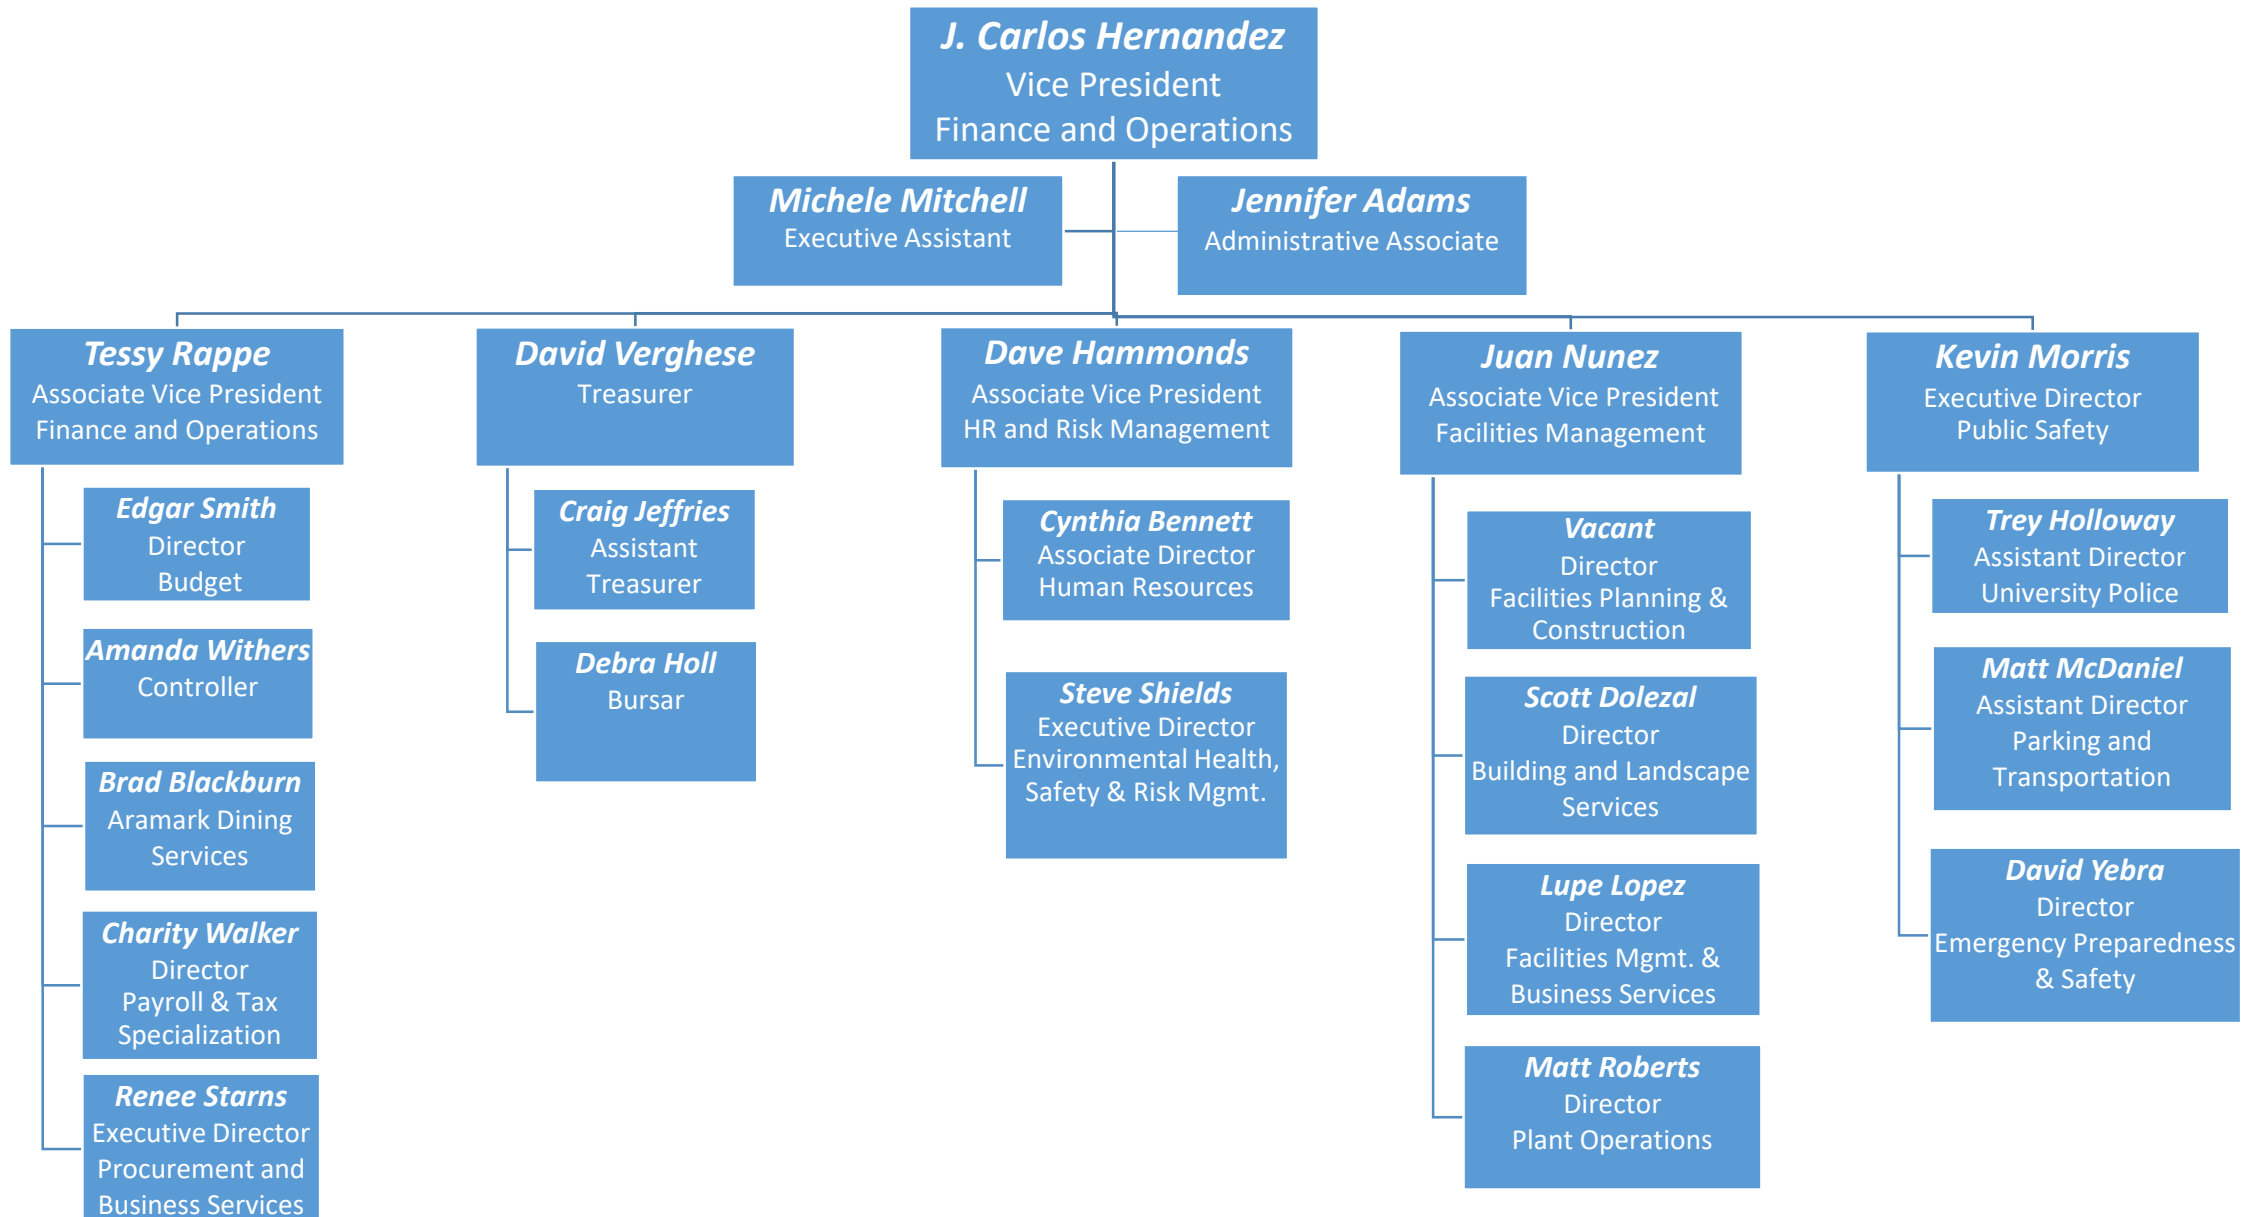 J. Carlos Hernandez
Vice President
Finance and Operations
Michele Mitchell
Executive Assistant
Jennifer Adams
Administrative Associate
Tessy Rappe
Associate Vice President
Finance and Operations
Edgar Smith
Director
Budget
Amanda Withers
Controller
Brad Blackburn
Aramark Dining
Services
Charity Walker
Director
Payroll & Tax
Specialization
Renee Starns
Executive Director
Procurement and
Business Services
David Verghese
Treasurer
Craig Jeffries
Assistant
Treasurer
Debra Holl
Bursar
Dave Hammonds
Associate Vice President
HR and Risk Management
Cynthia Bennett
Associate Director
Human Resources
Steve Shields
Executive Director
Environmental Health,
Safety & Risk Mgmt.
Juan Nunez
Associate Vice President
Facilities Management
Vacant
Director
Facilities Planning &
Construction
Scott Dolezal
Director
Building and Landscape
Services
Lupe Lopez
Director
Facilities Mgmt. &
Business Services
Matt Roberts
Director
Plant Operations
Kevin Morris
Executive Director
Public Safety
Trey Holloway
Assistant Director
University Police
Matt McDaniel
Assistant Director
Parking and
Transportation
David Yebra
Director
Emergency Preparedness
& Safety